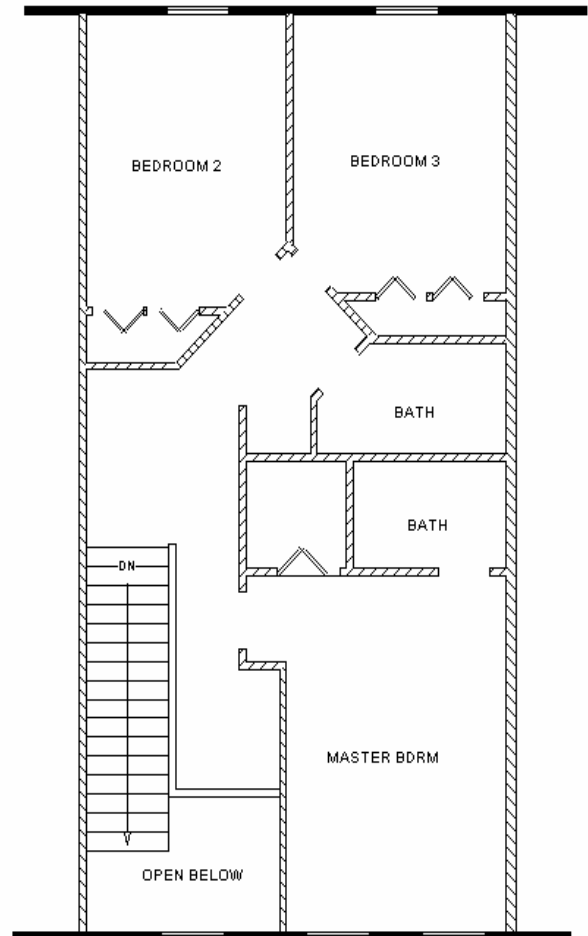 BEDROOM 2
BEDROOM 3
BATH
BATH
DN
MASTER BDRM
OPEN BELOW